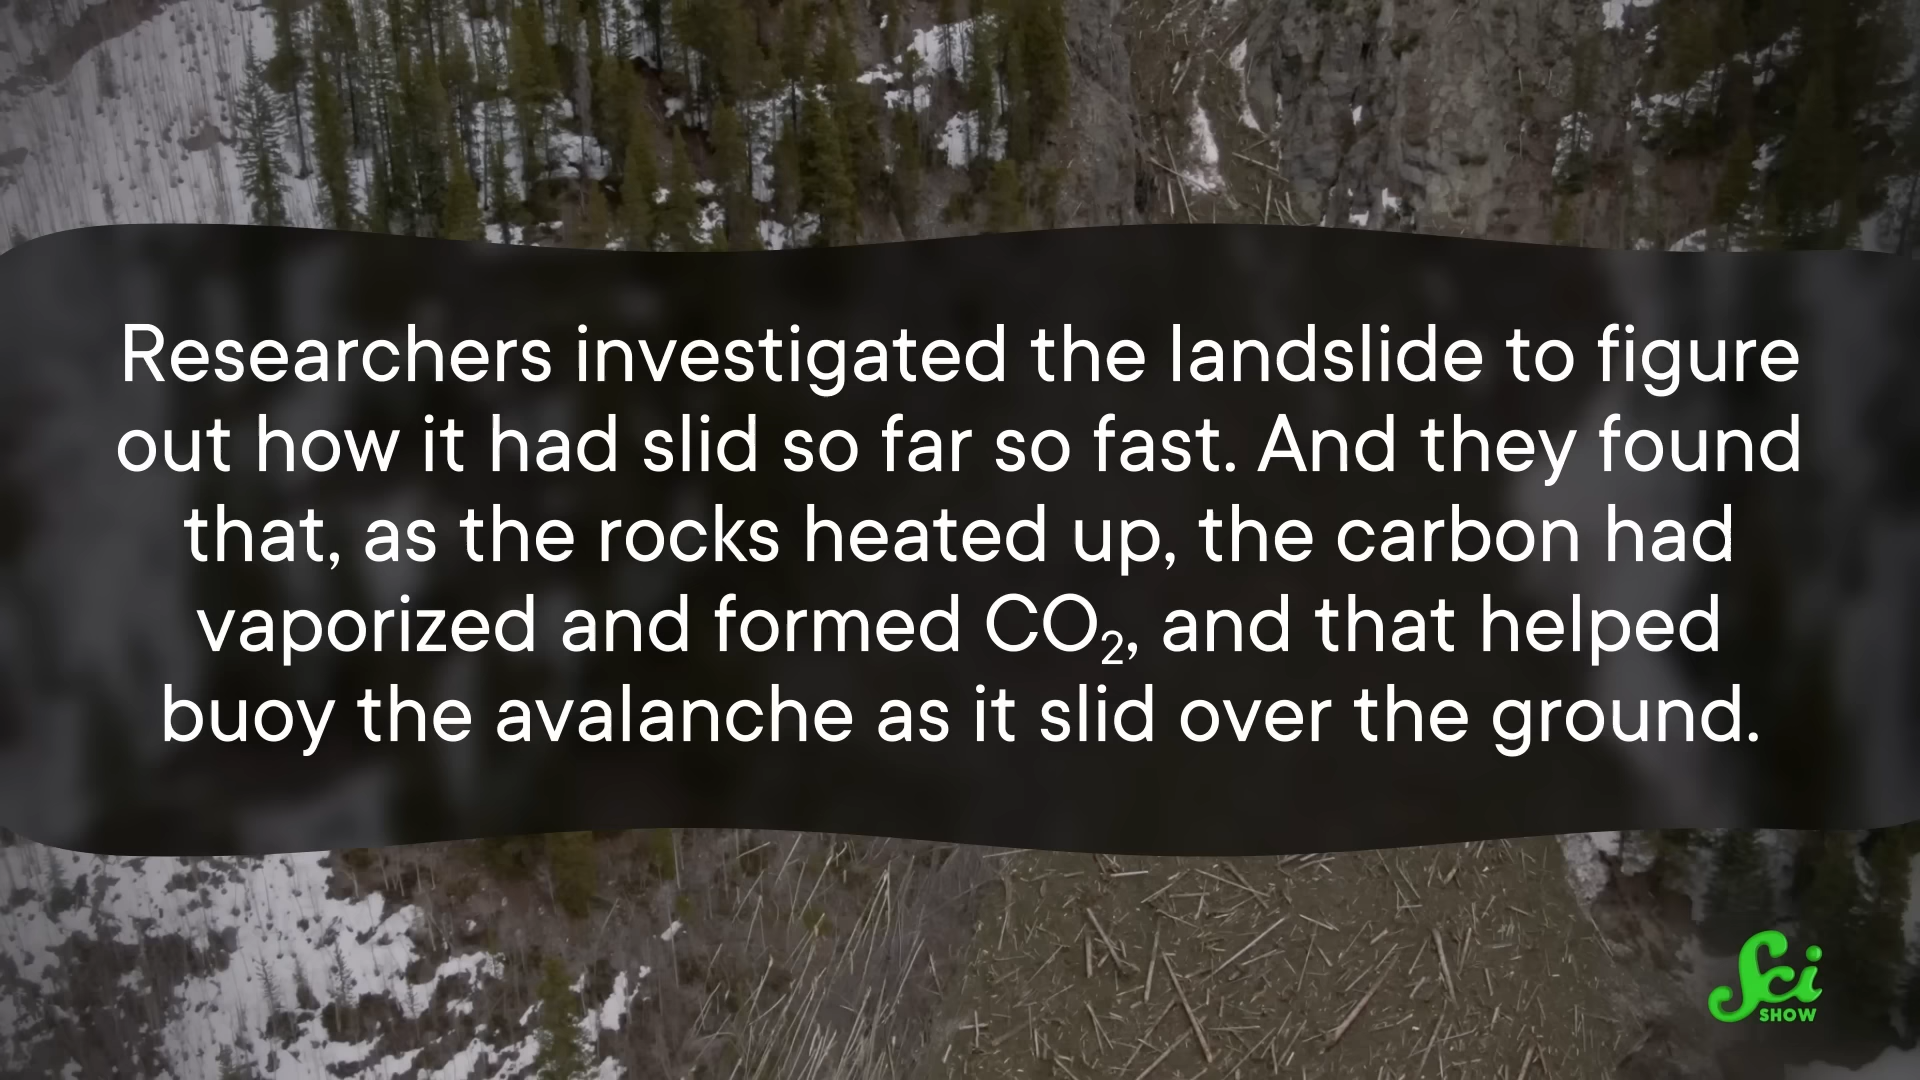 Researchers investigated the landslide to figure
out how it had slid so far so fast. And they found
that, as the rocks heated up, the carbon had
vaporized and formed CO₂, and that helped
buoy the avalanche as it slid over the ground.
Sci
SHOW